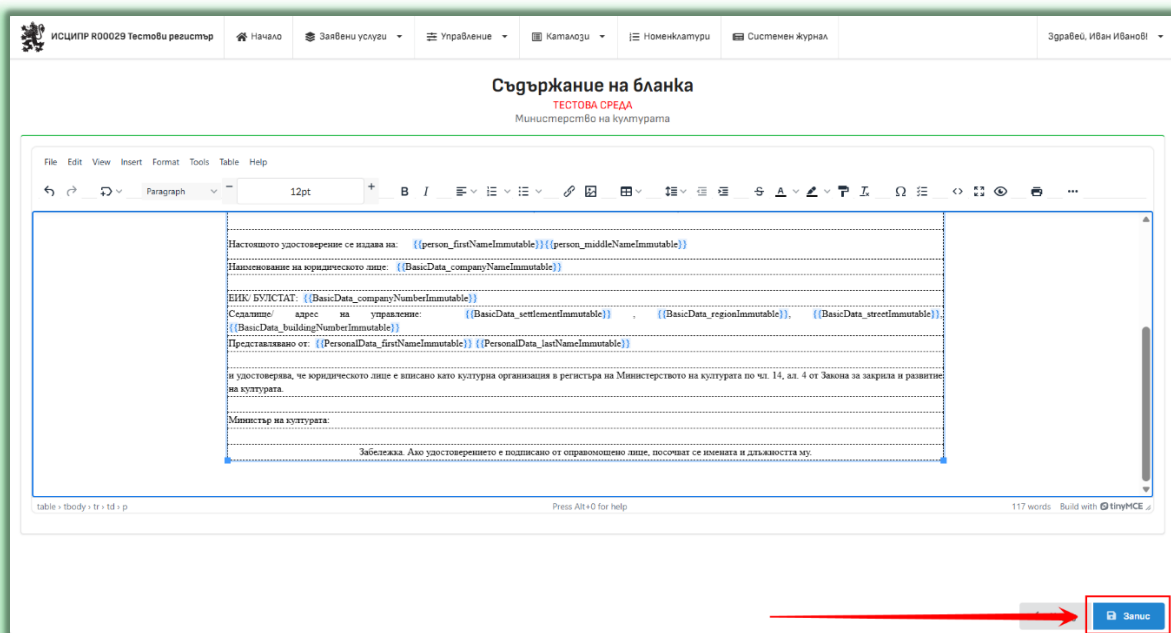 ИСЦИПР R00029 Тестови регистър
Начало
Заявени услуги
Управление
Каталози
Номенклатури
Системен журнал
Здравей, Иван Иванов!
Съдържание на бланка
ТЕСТОВА СРЕДА
Министерство на културата
File Edit View Insert Format Tools Table Help
Paragraph
12pt
Настоящото удостоверение се издава на: {{person_firstNameImmutable}}{{person_middleNameImmutable}}
Наименование на юридическото лице: {{BasicData_companyNameImmutable}}
ЕИК/ БУЛСТАТ: {{BasicData_companyNumberImmutable}}
Седалище/ адрес на управление: {{BasicData_settlementImmutable}} , {{BasicData_regionImmutable}}, {{BasicData_streetImmutable}},
{{BasicData_buildingNumberImmutable}}
Представлявано от: {{PersonalData_firstNameImmutable}} {{PersonalData_lastNameImmutable}}
и удостоверява, че юридическото лице е вписано като културна организация в регистъра на Министерството на културата по чл. 14, ал. 4 от Закона за закрила и развитие
на културата.
Министър на културата:
Забележка. Ако удостоверението е подписано от оправомощено лице, посочват се имената и длъжността му.
table › tbody › tr › td › p
Press Alt+0 for help
117 words
Build with tinyMCE
Запис